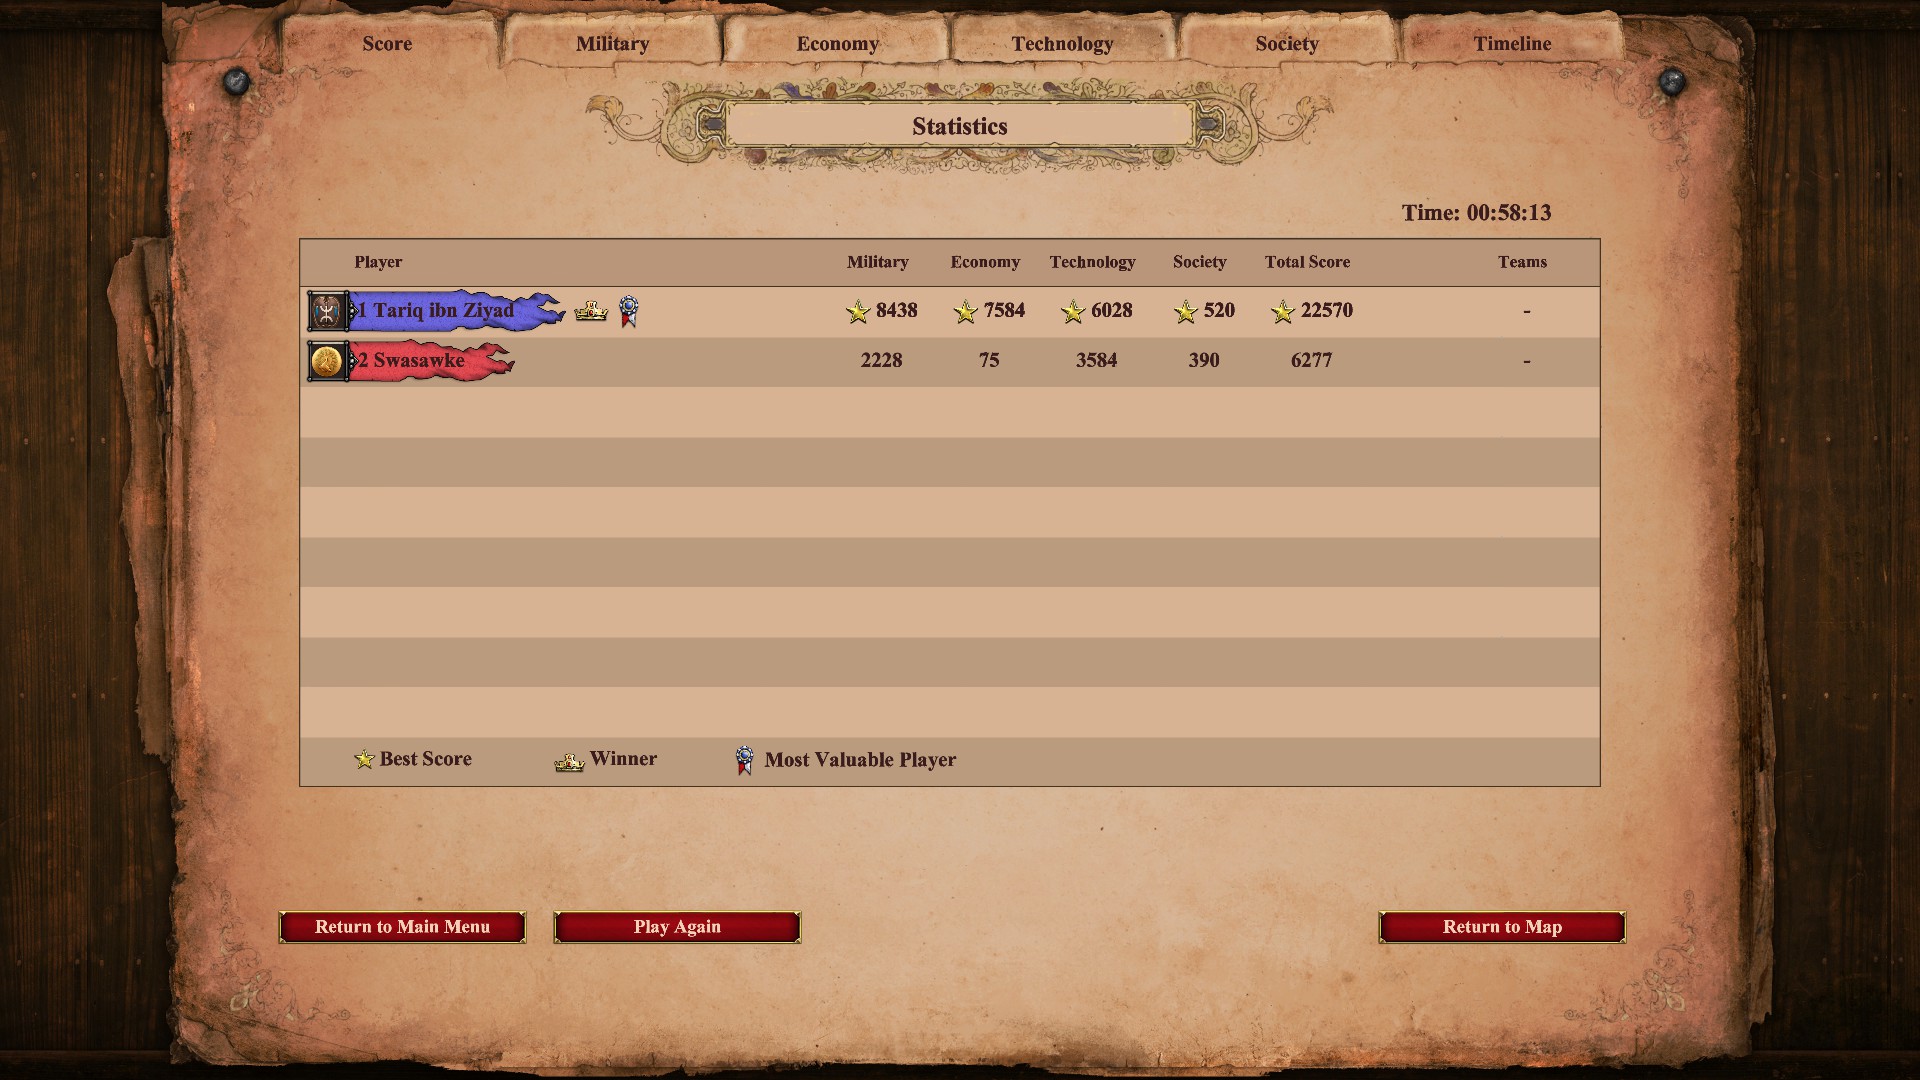 Score Military Economy Technology Society Timeline
Statistics
Time: 00:58:13
Player Military Economy Technology Society Total Score Teams
1 Tariq ibn Ziyad 8438 7584 6028 520 22570 -
2 Swasawke 2228 75 3584 390 6277 -
Best Score Winner Most Valuable Player
Return to Main Menu Play Again Return to Map